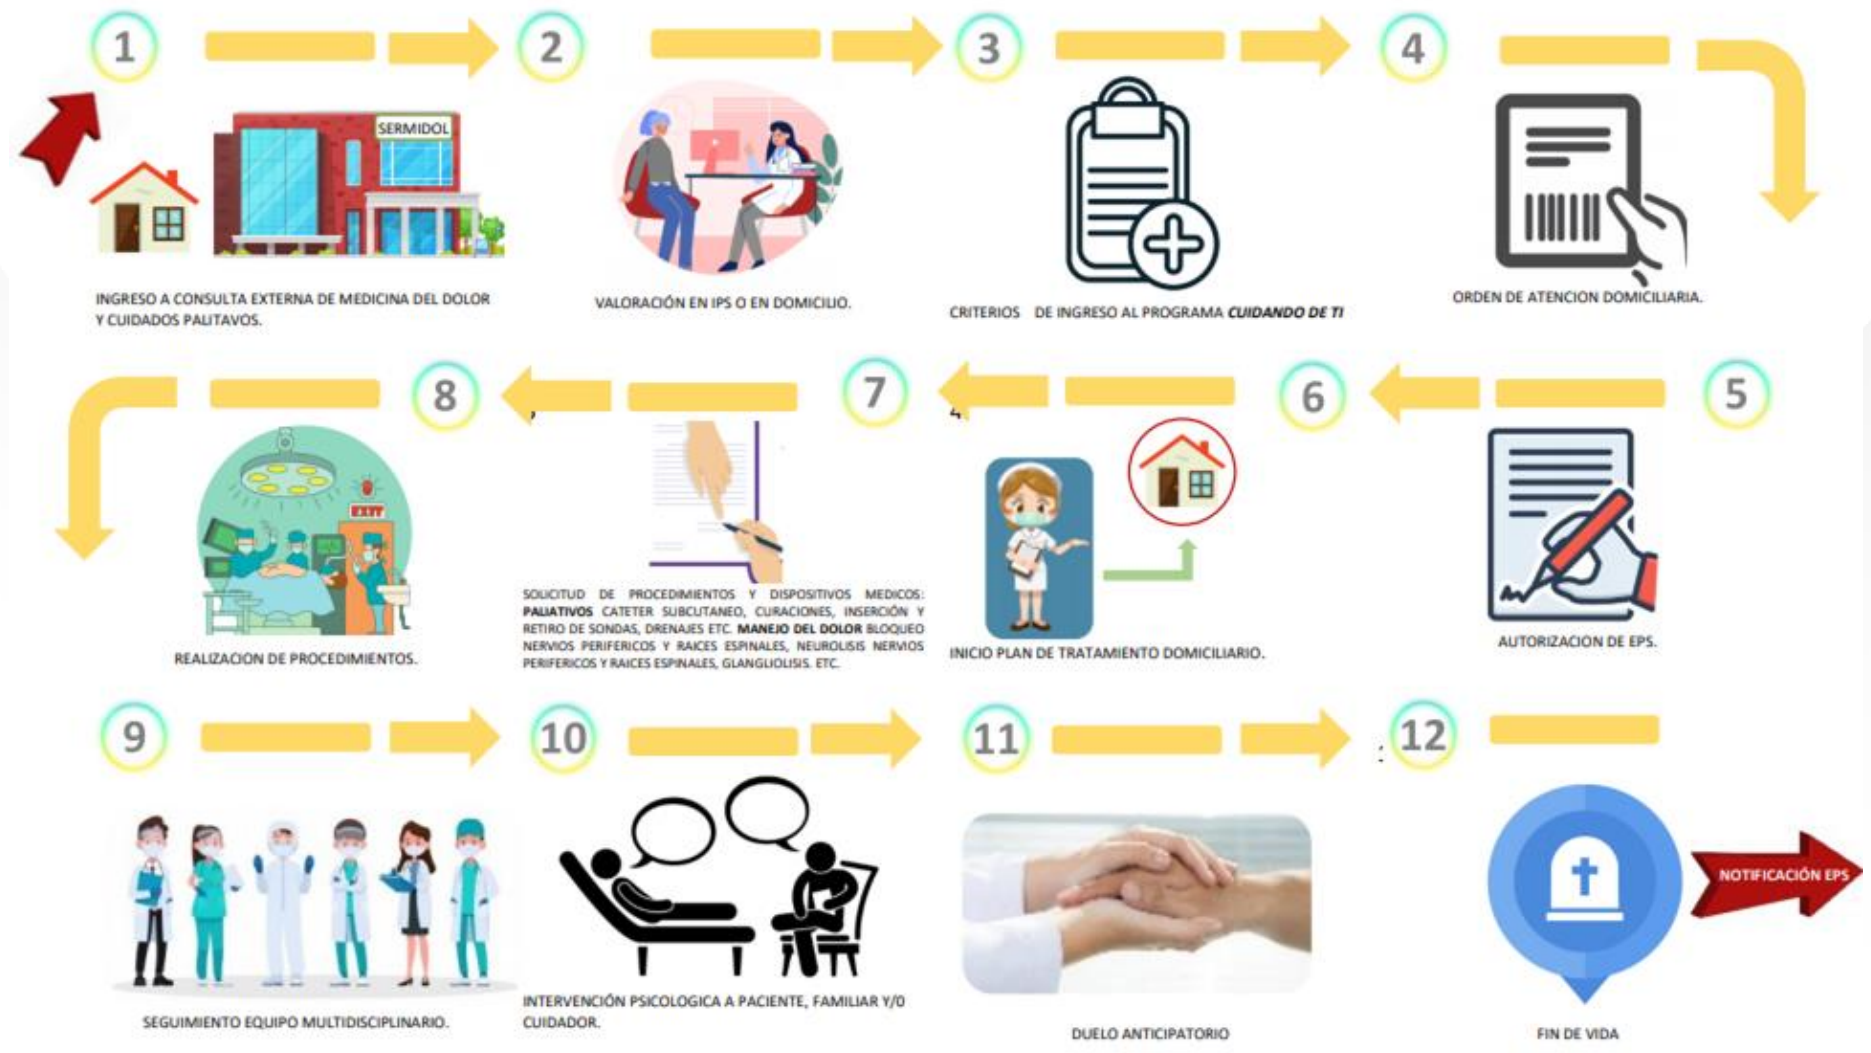 1
2
3
4
SERMIDOL
INGRESO A CONSULTA EXTERNA DE MEDICINA DEL DOLOR
Y CUIDADOS PALITAVOS.
VALORACIÓN EN IPS O EN DOMICILIO.
CRITERIOS DE INGRESO AL PROGRAMA CUIDANDO DE TI
ORDEN DE ATENCION DOMICILIARIA.
5
AUTORIZACION DE EPS.
6
INICIO PLAN DE TRATAMIENTO DOMICILIARIO.
7
SOLICITUD DE PROCEDIMIENTOS Y DISPOSITIVOS MEDICOS:
PALIATIVOS CATETER SUBCUTANEO, CURACIONES, INSERCIÓN Y
RETIRO DE SONDAS, DRENAJES ETC. MANEJO DEL DOLOR BLOQUEO
NERVIOS PERIFERICOS Y RAICES ESPINALES, NEUROLISIS NERVIOS
PERIFERICOS Y RAICES ESPINALES, GLANGLIOLISIS. ETC.
8
EXIT
REALIZACION DE PROCEDIMIENTOS.
9
SEGUIMIENTO EQUIPO MULTIDISCIPLINARIO.
10
INTERVENCIÓN PSICOLOGICA A PACIENTE, FAMILIAR Y/0
CUIDADOR.
11
DUELO ANTICIPATORIO
12
FIN DE VIDA
NOTIFICACIÓN EPS